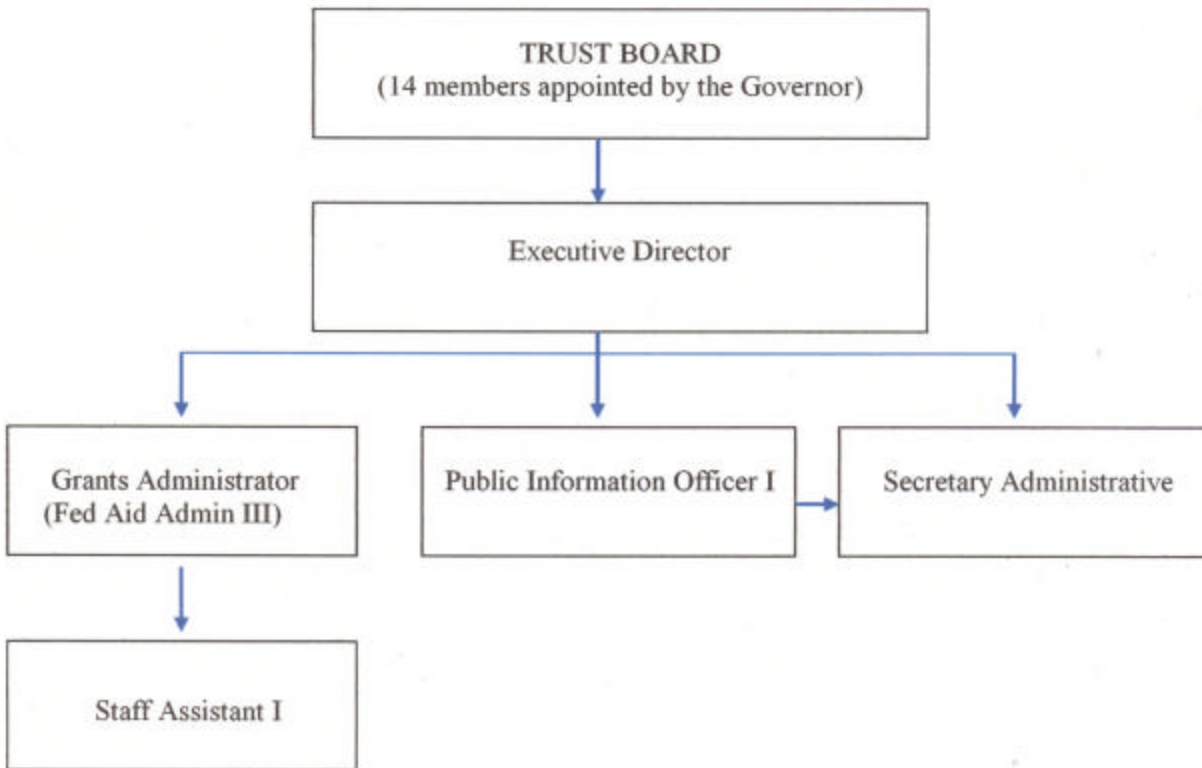 TRUST BOARD
(14 members appointed by the Governor)
Executive Director
Grants Administrator
(Fed Aid Admin III)
Public Information Officer I
Secretary Administrative
Staff Assistant I